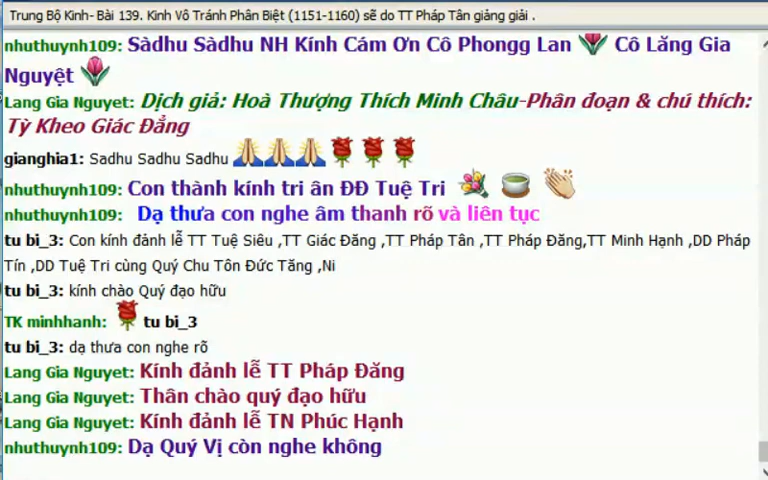 Trung Bộ Kinh- Bài 139. Kinh Vô Tránh Phân Biệt (1151-1160) sẽ do TT Pháp Tân giảng giải .
nhuthuynh109: Sàdhu Sàdhu NH Kính Cám Ơn Cô Phongg Lan Cô Lăng Gia
Nguyệt
Lang Gia Nguyet: Dịch giả: Hoà Thượng Thích Minh Châu-Phân đoạn & chú thích:
Tỳ Kheo Giác Đẳng
gianghia1: Sadhu Sadhu Sadhu
nhuthuynh109: Con thành kính tri ân ĐĐ Tuệ Tri
nhuthuynh109: Dạ thưa con nghe âm thanh rõ và liên tục
tu bi_3: Con kính đảnh lễ TT Tuệ Siêu ,TT Giác Đăng ,TT Pháp Tân ,TT Pháp Đăng,TT Minh Hạnh ,DD Pháp
Tín ,DD Tuệ Tri cùng Quý Chu Tôn Đức Tăng ,Ni
tu bi_3: kính chào Quý đạo hữu
TK minhhanh: tu bi_3
tu bi_3: dạ thưa con nghe rõ
Lang Gia Nguyet: Kính đảnh lễ TT Pháp Đăng
Lang Gia Nguyet: Thân chào quý đạo hữu
Lang Gia Nguyet: Kính đảnh lễ TN Phúc Hạnh
nhuthuynh109: Dạ Quý Vị còn nghe không